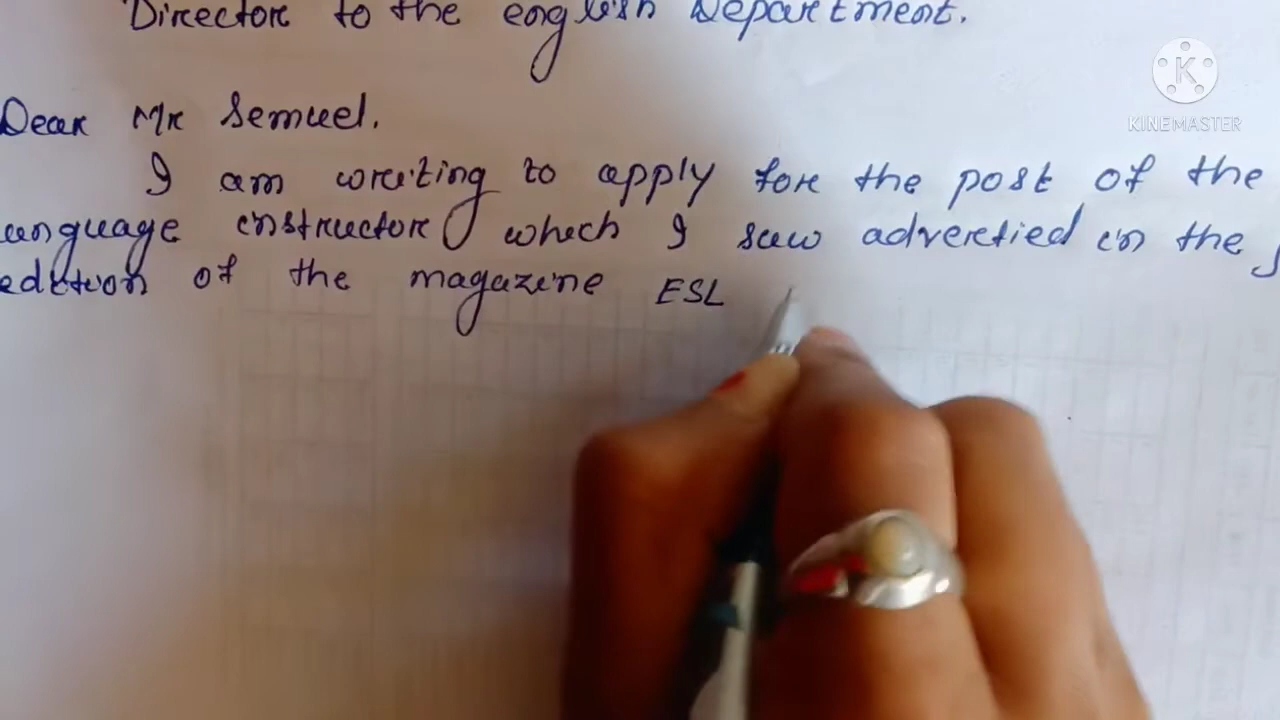 Director to the english Department.
Dear Mr Semuel.
I am writing to apply for the post of the
language instructor which I saw advertied in the
edition of the magazine ESL
KINEMASTER